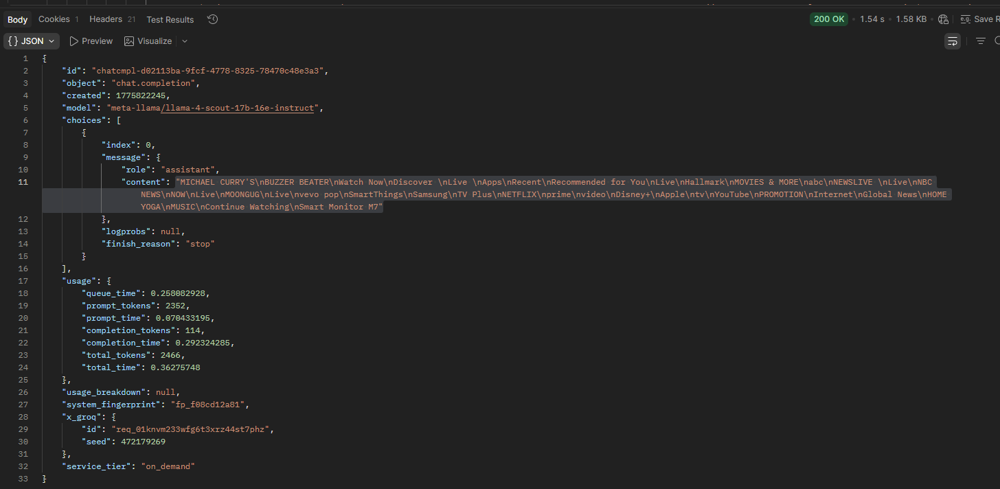 Body Cookies 1 Headers 21 Test Results 200 OK • 1.54 s • 1.58 KB • e.g. Save R
{} JSON Preview Visualize
1 {
2 "id": "chatcmpl-d02113ba-9fcf-4778-8325-78470c48e3a3",
3 "object": "chat.completion",
4 "created": 1775822245,
5 "model": "meta-llama/llama-4-scout-17b-16e-instruct",
6 "choices": [
7 {
8 "index": 0,
9 "message": {
10 "role": "assistant",
11 "content": "MICHAEL CURRY'S\nBUZZER BEATER\nWatch Now\nDiscover \nLive \nApps\nRecent\nRecommended for You\nLive\nHallmark\nMOVIES & MORE\nabc\nNEWSLIVE \nLive\nNBC
NEWS\nNOW\nLive\nMOONGUG\nLive\nvevo pop\nSmartThings\nSamsung\nTV Plus\nNETFLIX\nprime\nvideo\nDisney+\nApple\ntv\nYouTube\nPROMOTION\nInternet\nGlobal News\nHOME
YOGA\nMUSIC\nContinue Watching\nSmart Monitor M7"
12 },
13 "logprobs": null,
14 "finish_reason": "stop"
15 }
16 ],
17 "usage": {
18 "queue_time": 0.258082928,
19 "prompt_tokens": 2352,
20 "prompt_time": 0.070433195,
21 "completion_tokens": 114,
22 "completion_time": 0.292324285,
23 "total_tokens": 2466,
24 "total_time": 0.36275748
25 },
26 "usage_breakdown": null,
27 "system_fingerprint": "fp_f08cd12a81",
28 "x_groq": {
29 "id": "req_01knvm233wfg6t3xrz44st7phz",
30 "seed": 472179269
31 },
32 "service_tier": "on_demand"
33 }